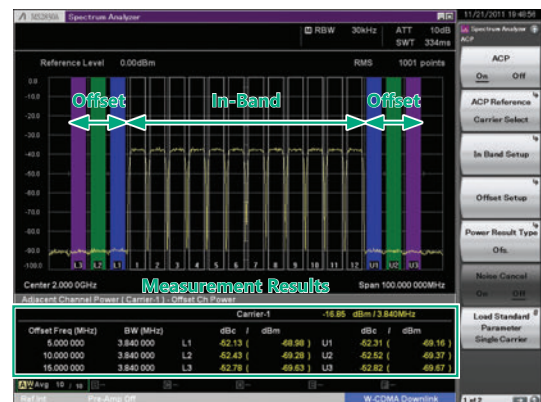 MS2690A Spectrum Analyzer
11/21/2011 19:46:56
RBW 30kHz ATT 10dB
SWT 334ms
Spectrum Analyzer
ACP
Reference Level 0.00dBm RMS 1001 points
0.0
Offset In-Band Offset
-20.0
-30.0
-40.0
-60.0
-70.0
-90.0
-100.0
L3 L2 L1 1 2 3 4 5 6 7 8 9 10 11 12 U1 U2 U3
Center 2.000 0GHz Span 100.000 000MHz
Measurement Results
Adjacent Channel Power ( Carrier-1 ) - Offset Ch Power
Carrier-1 -16.85 dBm / 3.840MHz
Offset Freq (MHz) BW (MHz) dBc / dBm dBc / dBm
5.000 000 3.840 000 L1 -52.13 ( -68.98 ) U1 -52.31 ( -69.16 )
10.000 000 3.840 000 L2 -52.43 ( -69.28 ) U2 -52.52 ( -69.37 )
15.000 000 3.840 000 L3 -52.78 ( -69.63 ) U3 -52.82 ( -69.67 )
Avg 10 / 10
Ref.Int Pre-Amp Off W-CDMA Downlink
ACP
On Off
ACP Reference
Carrier Select
In Band Setup
Offset Setup
Power Result Type
Ofs.
Noise Cancel
On Off
Load Standard
Parameter
Single Carrier
1 of 2